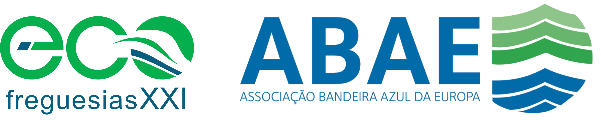 eco
freguesiasXXI
ABAE
ASSOCIAÇÃO BANDEIRA AZUL DA EUROPA